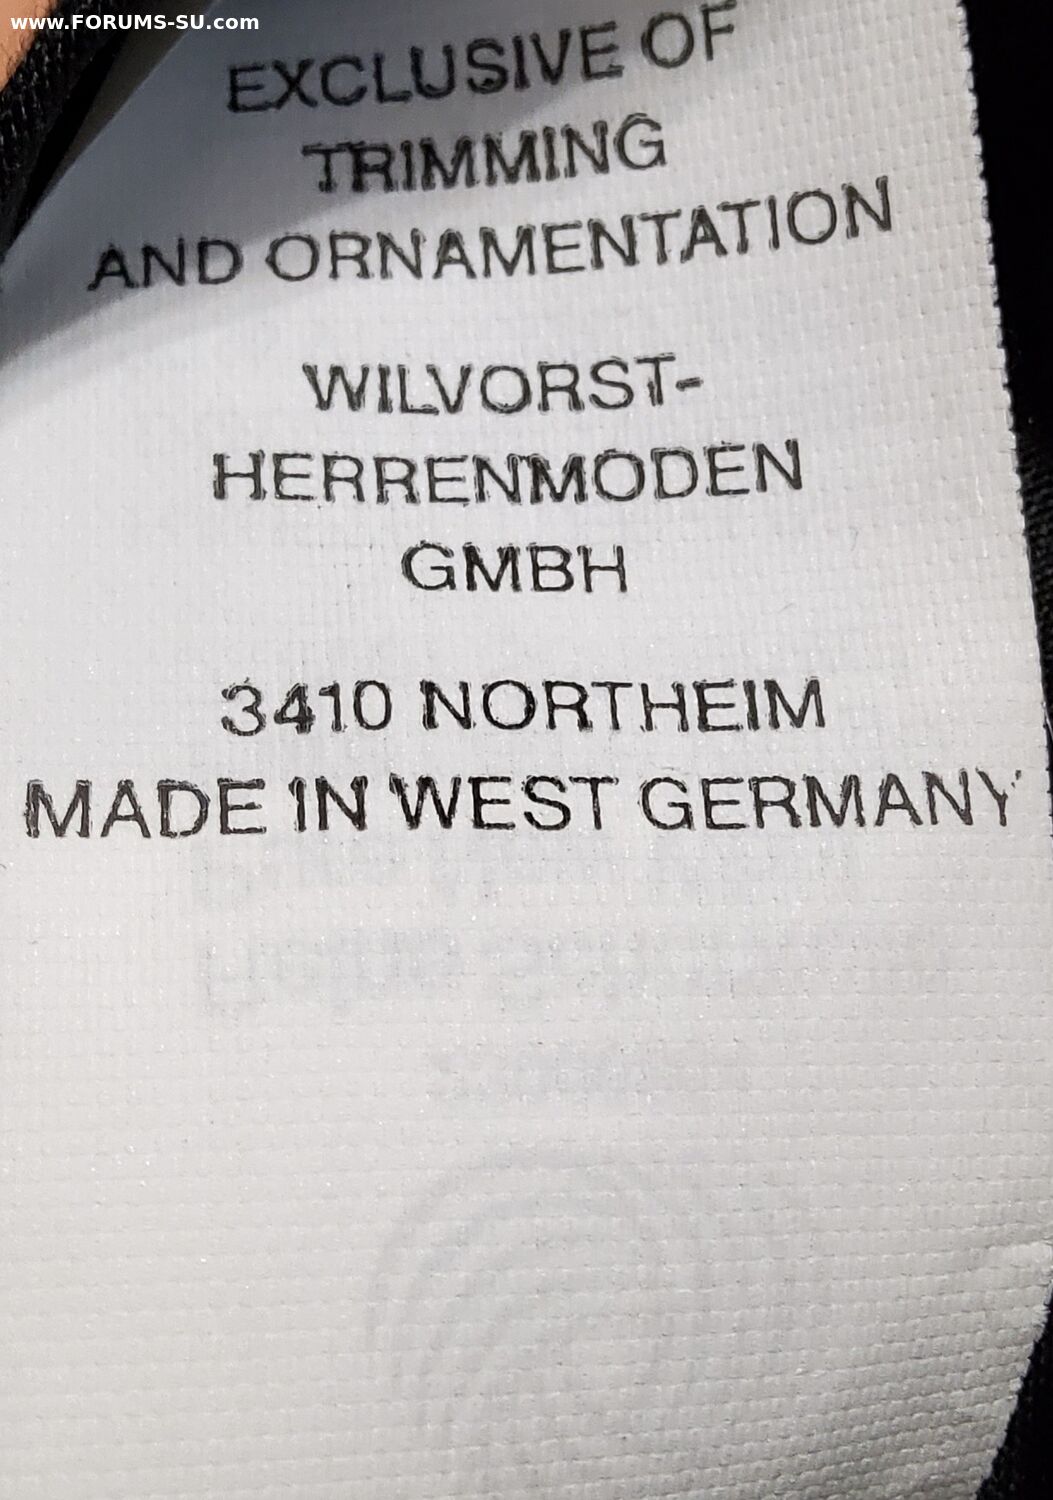 www.FORUMS-SU.com
EXCLUSIVE OF
TRIMMING
AND ORNAMENTATION
WILVORST-
HERRENMODEN
GMBH
3410 NORTHEIM
MADE IN WEST GERMANY